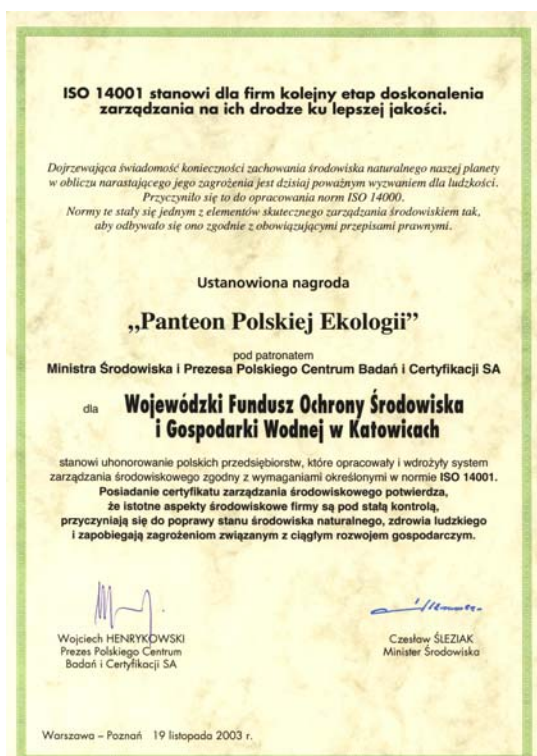 ISO 14001 stanowi dla firm kolejny etap doskonalenia
zarządzania na ich drodze ku lepszej jakości.
Dojrzewająca świadomość konieczności zachowania środowiska naturalnego naszej planety
w obliczu narastającego jego zagrożenia jest dzisiaj poważnym wyzwaniem dla ludzkości.
Przyczyniło się to do opracowania norm ISO 14000.
Normy te stały się jednym z elementów skutecznego zarządzania środowiskiem tak,
aby odbywało się ono zgodnie z obowiązującymi przepisami prawnymi.
Ustanowiona nagroda
„Panteon Polskiej Ekologii”
pod patronatem
Ministra Środowiska i Prezesa Polskiego Centrum Badań i Certyfikacji SA
dla Wojewódzki Fundusz Ochrony Środowiska
i Gospodarki Wodnej w Katowicach
stanowi uhonorowanie polskich przedsiębiorstw, które opracowały i wdrożyły system
zarządzania środowiskowego zgodny z wymaganiami określonymi w normie ISO 14001.
Posiadanie certyfikatu zarządzania środowiskowego potwierdza,
że istotne aspekty środowiskowe firmy są pod stałą kontrolą,
przyczyniają się do poprawy stanu środowiska naturalnego, zdrowia ludzkiego
i zapobiegają zagrożeniom związanym z ciągłym rozwojem gospodarczym.
Wojciech HENRYKOWSKI
Prezes Polskiego Centrum
Badań i Certyfikacji SA
Czesław ŚLEZIAK
Minister Środowiska
Warszawa – Poznań 19 listopada 2003 r.